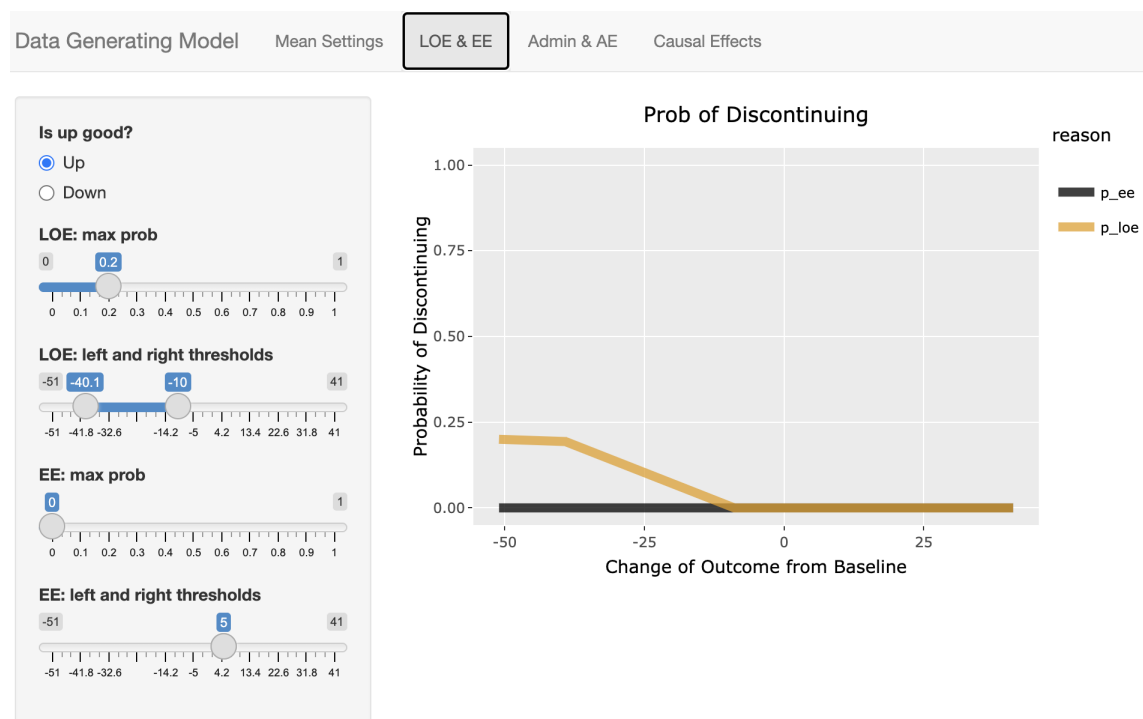 Data Generating Model Mean Settings LOE & EE Admin & AE Causal Effects
Is up good?
Up
Down
LOE: max prob
0 0.2 1
0 0.1 0.2 0.3 0.4 0.5 0.6 0.7 0.8 0.9 1
LOE: left and right thresholds
-51 -40.1 -10 41
-51 -41.8 -32.6 -14.2 -5 4.2 13.4 22.6 31.8 41
EE: max prob
0 1
0 0.1 0.2 0.3 0.4 0.5 0.6 0.7 0.8 0.9 1
EE: left and right thresholds
-51 5 41
-51 -41.8 -32.6 -14.2 -5 4.2 13.4 22.6 31.8 41
Prob of Discontinuing
Probability of Discontinuing
1.00
0.75
0.50
0.25
0.00
-50 -25 0 25
Change of Outcome from Baseline
reason
p_ee
p_loe